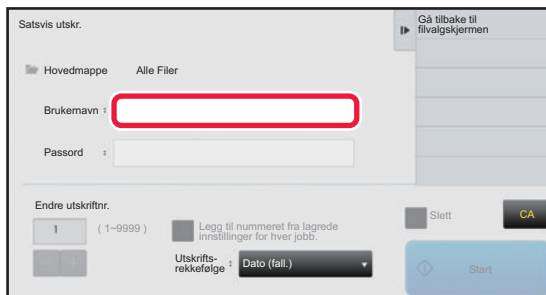 Satsvis utskr.
Gå tilbake til
filvalgskjermen
Hovedmappe Alle Filer
Brukernavn :
Passord :
Endre utskriftnr.
1 ( 1~9999 )
Legg til nummeret fra lagrede
innstillinger for hver jobb.
Slett
CA
Utskrifts-
rekkefølge : Dato (fall.)
Start